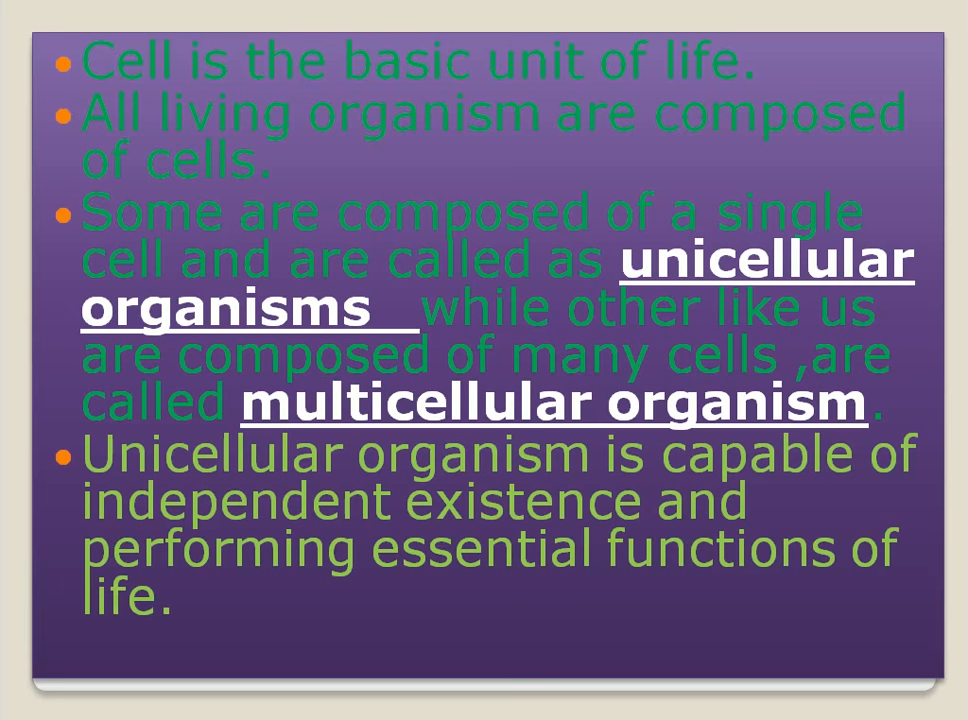 • Cell is the basic unit of life.
• All living organism are composed
of cells.
• Some are composed of a single
cell and are called as unicellular
organisms while other like us
are composed of many cells ,are
called multicellular organism.
• Unicellular organism is capable of
independent existence and
performing essential functions of
life.